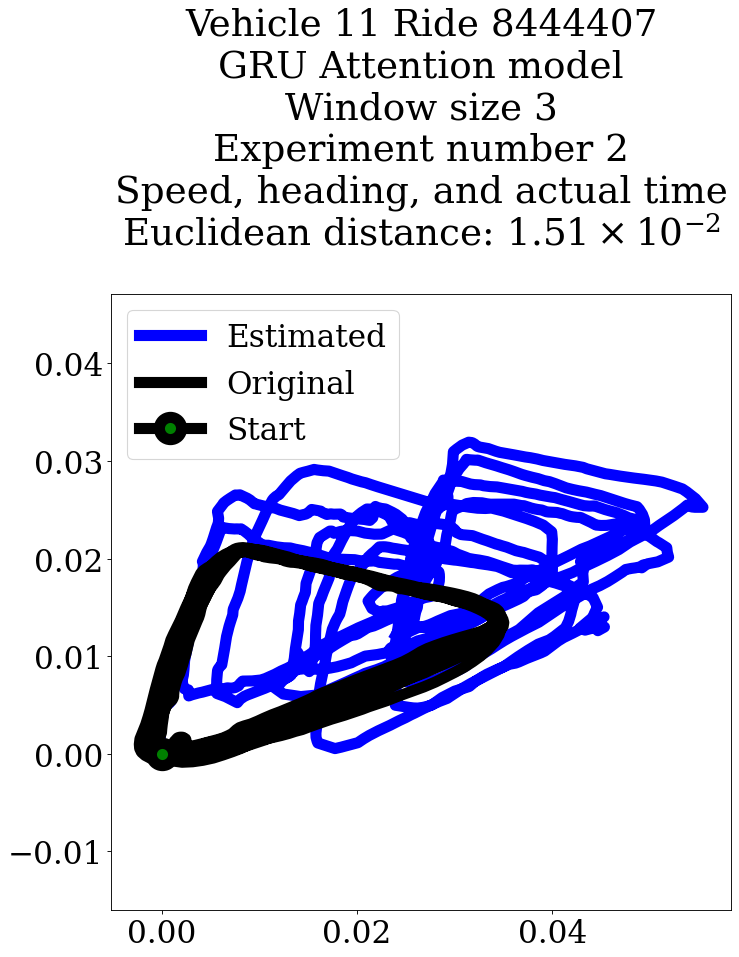 Vehicle 11 Ride 8444407
GRU Attention model
Window size 3
Experiment number 2
Speed, heading, and actual time
Euclidean distance: 1.51 × 10⁻²
Estimated
Original
Start
0.04
0.03
0.02
0.01
0.00
−0.01
0.00 0.02 0.04